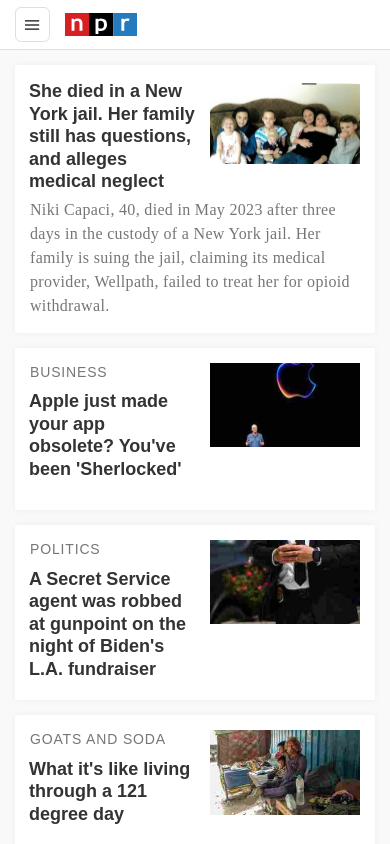 npr
She died in a New
York jail. Her family
still has questions,
and alleges
medical neglect
Niki Capaci, 40, died in May 2023 after three
days in the custody of a New York jail. Her
family is suing the jail, claiming its medical
provider, Wellpath, failed to treat her for opioid
withdrawal.
BUSINESS
Apple just made
your app
obsolete? You've
been 'Sherlocked'
POLITICS
A Secret Service
agent was robbed
at gunpoint on the
night of Biden's
L.A. fundraiser
GOATS AND SODA
What it's like living
through a 121
degree day